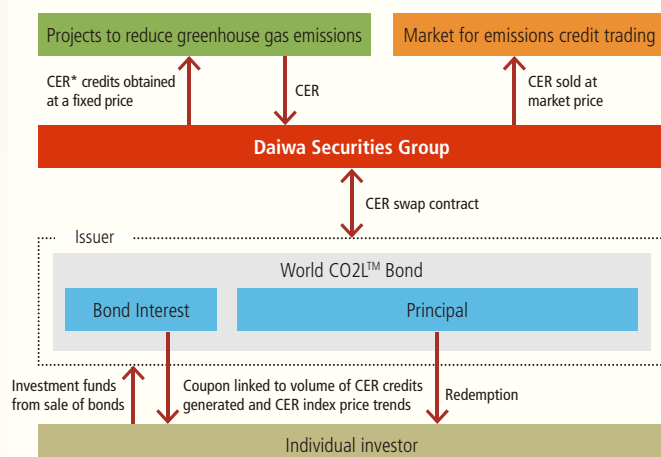 Projects to reduce greenhouse gas emissions
Market for emissions credit trading
CER* credits obtained
at a fixed price
CER
CER sold at
market price
Daiwa Securities Group
CER swap contract
Issuer
World CO2L™ Bond
Bond Interest
Principal
Investment funds
from sale of bonds
Coupon linked to volume of CER credits
generated and CER index price trends
Redemption
Individual investor